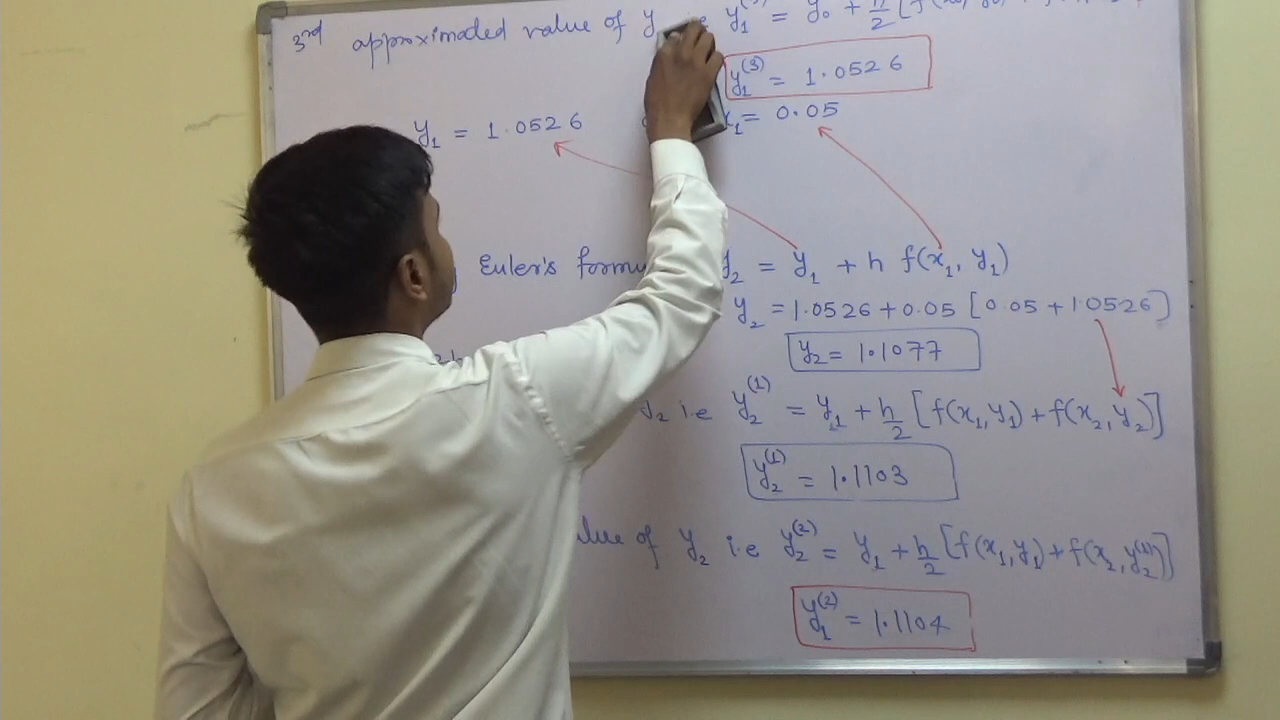 3rd approximated value of y i.e y₁⁽³⁾ = y₀ + h/2 [f(x₀, y₀) +
y₁⁽³⁾ = 1.0526
y₁ = 1.0526 x₁ = 0.05
Euler's formu y₂ = y₁ + h f(x₁, y₁)
y₂ = 1.0526 + 0.05 [0.05 + 1.0526]
y₂ = 1.1077
y₂ i.e y₂⁽¹⁾ = y₁ + h/2 [f(x₁, y₁) + f(x₂, y₂)]
y₂⁽¹⁾ = 1.1103
alue of y₂ i.e y₂⁽²⁾ = y₁ + h/2 [f(x₁, y₁) + f(x₂, y₂⁽¹⁾)]
y₁⁽²⁾ = 1.1104